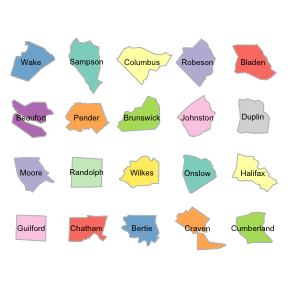 Wake Sampson Columbus Robeson Bladen
Beaufort Pender Brunswick Johnston Duplin
Moore Randolph Wilkes Onslow Halifax
Guilford Chatham Bertie Craven Cumberland